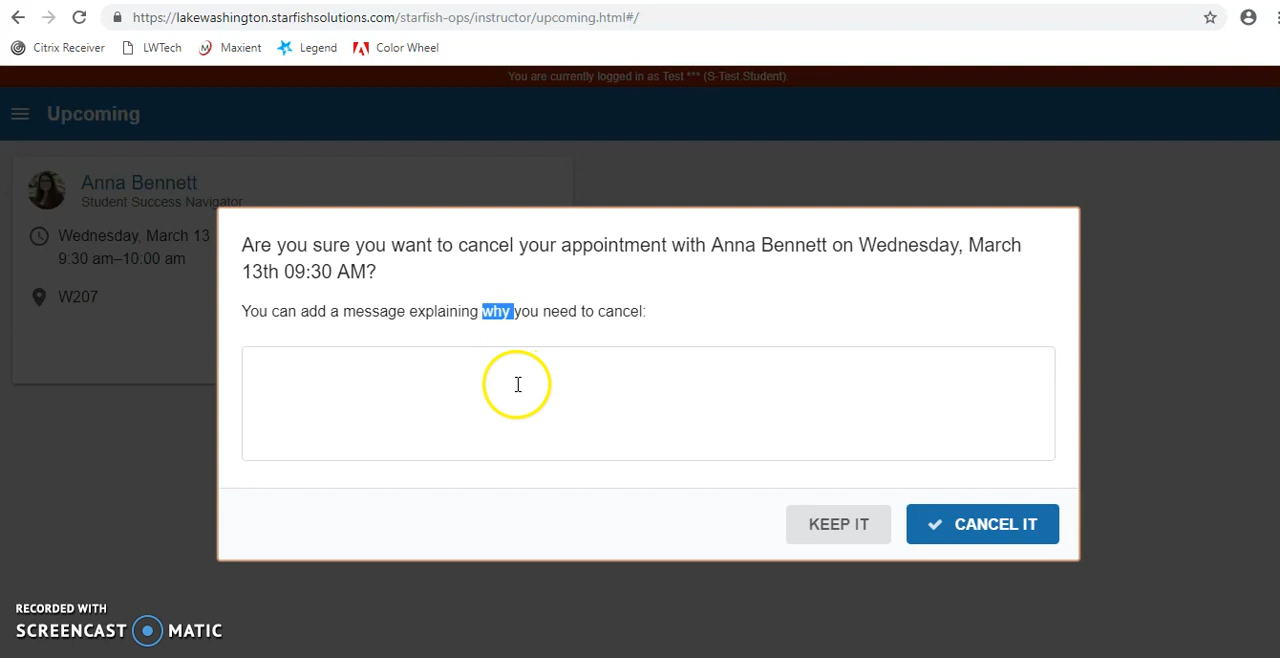 https://lakewashington.starfishsolutions.com/starfish-ops/instructor/upcoming.html#/
Citrix Receiver LWTech Maxient Legend Color Wheel
You are currently logged in as Test *** (S-Test.Student).
Upcoming
Anna Bennett
Student Success Navigator
Wednesday, March 13
9:30 am–10:00 am
W207
Are you sure you want to cancel your appointment with Anna Bennett on Wednesday, March
13th 09:30 AM?
You can add a message explaining why you need to cancel:
KEEP IT CANCEL IT
RECORDED WITH
SCREENCAST MATIC